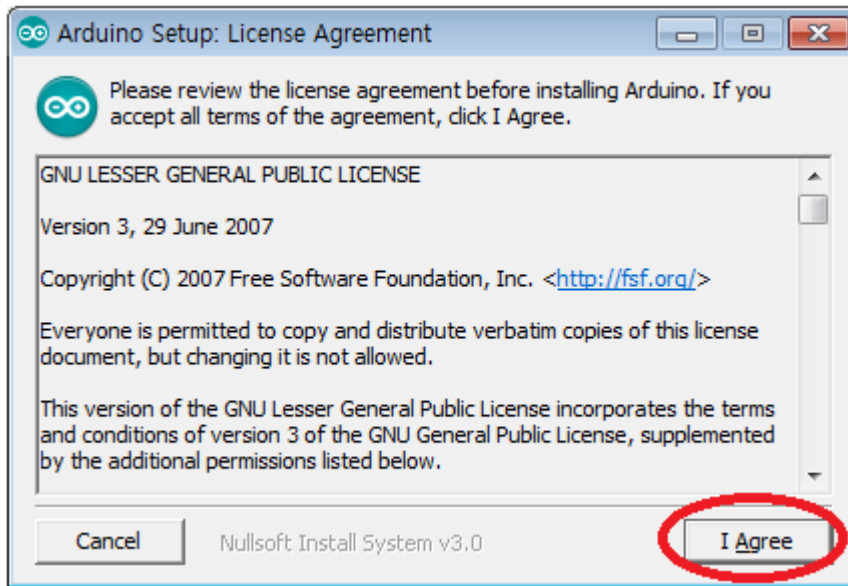 Arduino Setup: License Agreement
Please review the license agreement before installing Arduino. If you
accept all terms of the agreement, click I Agree.
GNU LESSER GENERAL PUBLIC LICENSE
Version 3, 29 June 2007
Copyright (C) 2007 Free Software Foundation, Inc. <http://fsf.org/>
Everyone is permitted to copy and distribute verbatim copies of this license
document, but changing it is not allowed.
This version of the GNU Lesser General Public License incorporates the terms
and conditions of version 3 of the GNU General Public License, supplemented
by the additional permissions listed below.
Cancel
Nullsoft Install System v3.0
I Agree